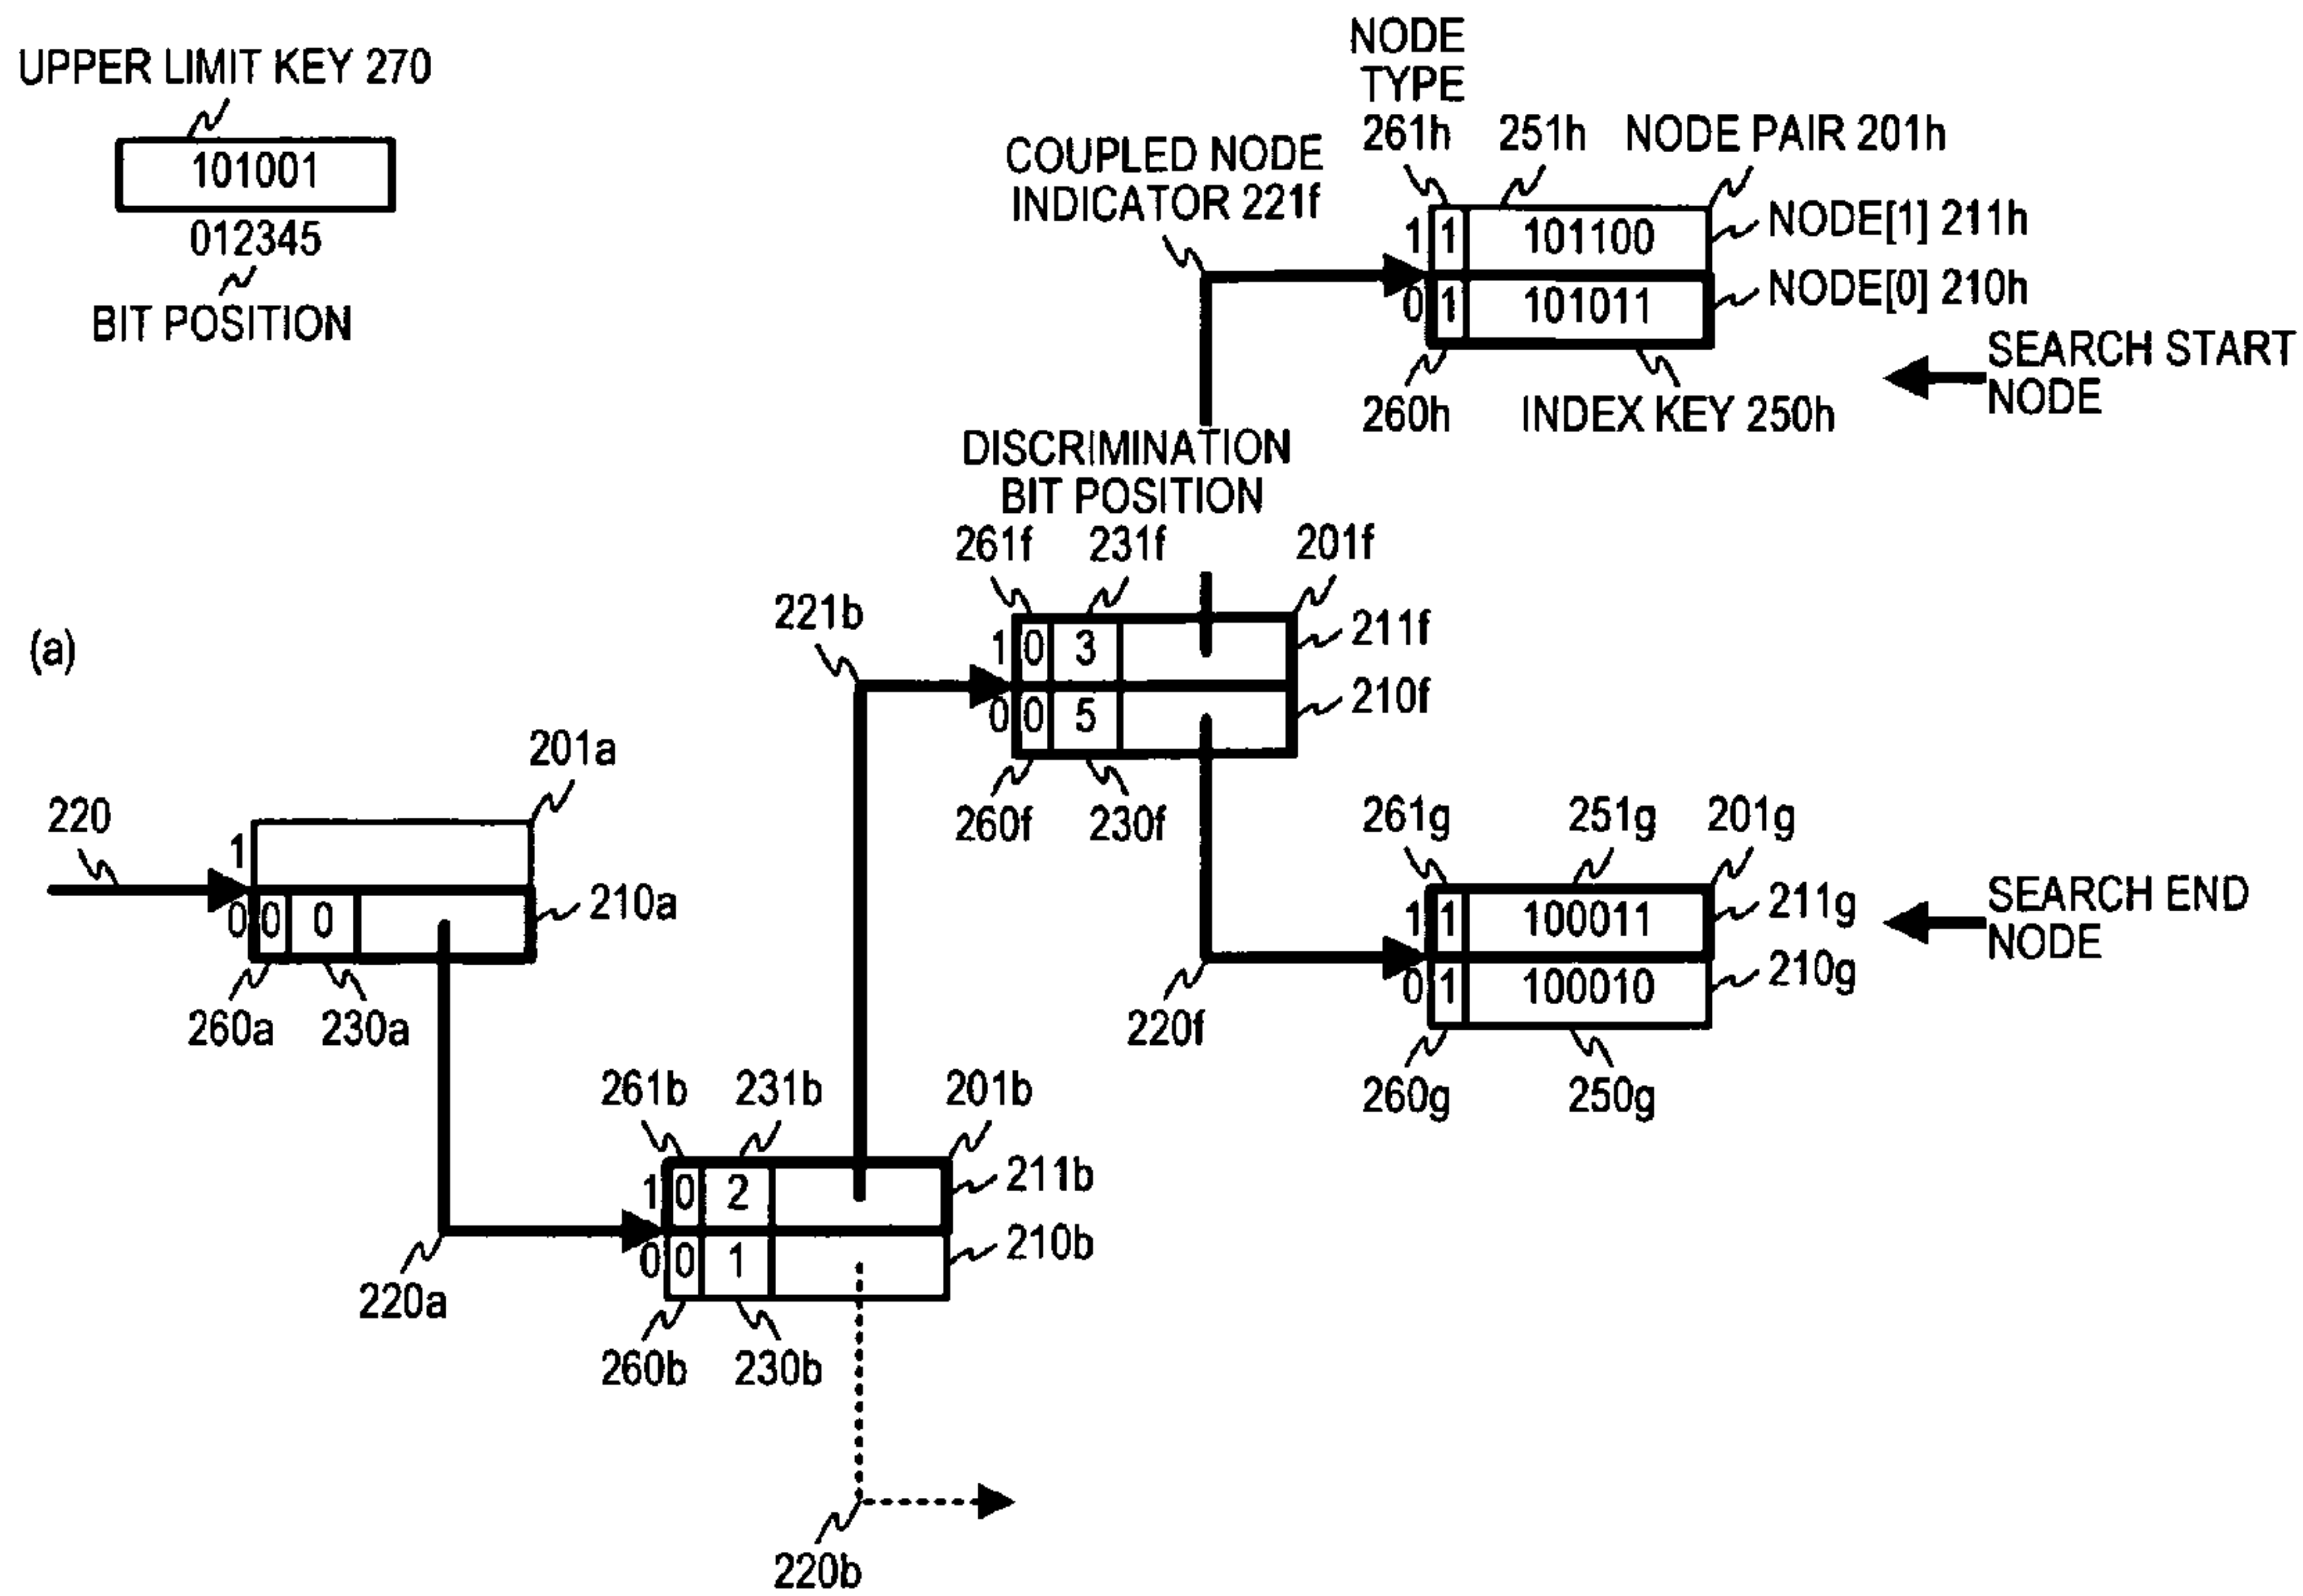 UPPER LIMIT KEY 270
101001
012345
BIT POSITION
NODE
TYPE
261h 251h NODE PAIR 201h
COUPLED NODE
INDICATOR 221f
1 1 101100 NODE[1] 211h
0 1 101011 NODE[0] 210h
SEARCH START
NODE
260h INDEX KEY 250h
DISCRIMINATION
BIT POSITION
261f 231f 201f
221b
1 0 3 211f
0 0 5 210f
(a)
260f 230f
201a
220
1
0 0 0 210a
260a 230a
261g 251g 201g
1 1 100011 211g
0 1 100010 210g
SEARCH END
NODE
220f
260g 250g
261b 231b 201b
1 0 2 211b
0 0 1 210b
220a
260b 230b
220b